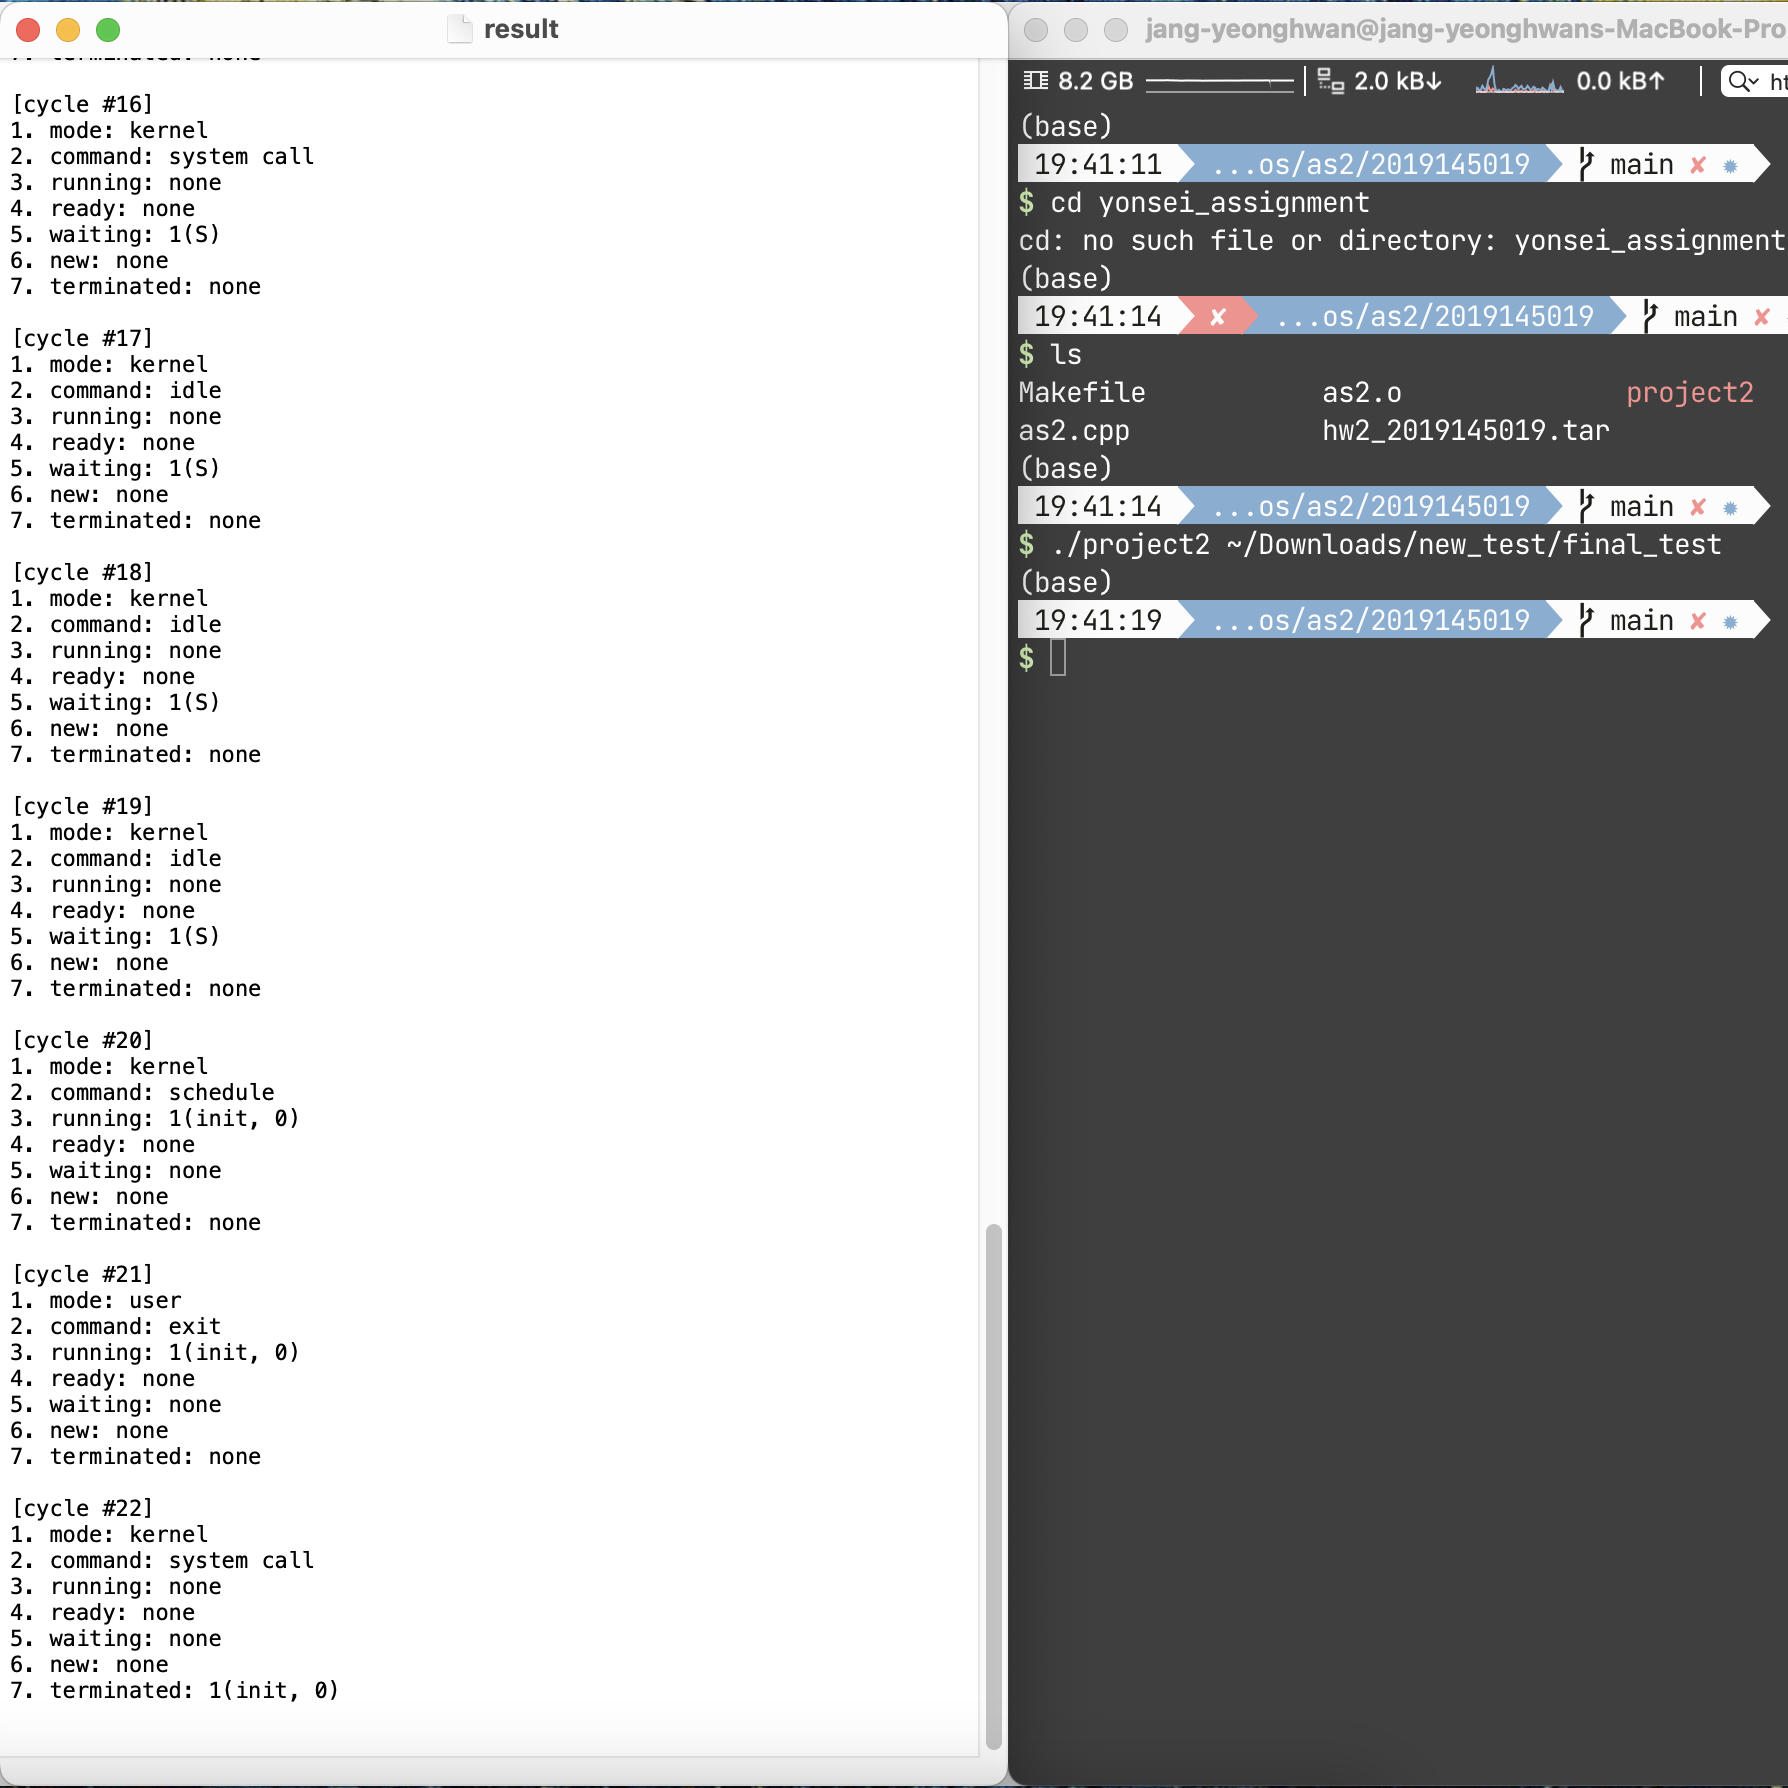 result
7. terminated: none
[cycle #16]
1. mode: kernel
2. command: system call
3. running: none
4. ready: none
5. waiting: 1(S)
6. new: none
7. terminated: none
[cycle #17]
1. mode: kernel
2. command: idle
3. running: none
4. ready: none
5. waiting: 1(S)
6. new: none
7. terminated: none
[cycle #18]
1. mode: kernel
2. command: idle
3. running: none
4. ready: none
5. waiting: 1(S)
6. new: none
7. terminated: none
[cycle #19]
1. mode: kernel
2. command: idle
3. running: none
4. ready: none
5. waiting: 1(S)
6. new: none
7. terminated: none
[cycle #20]
1. mode: kernel
2. command: schedule
3. running: 1(init, 0)
4. ready: none
5. waiting: none
6. new: none
7. terminated: none
[cycle #21]
1. mode: user
2. command: exit
3. running: 1(init, 0)
4. ready: none
5. waiting: none
6. new: none
7. terminated: none
[cycle #22]
1. mode: kernel
2. command: system call
3. running: none
4. ready: none
5. waiting: none
6. new: none
7. terminated: 1(init, 0)
jang-yeonghwan@jang-yeonghwans-MacBook-Pro
8.2 GB 2.0 kB↓ 0.0 kB↑ ht
(base)
19:41:11 ...os/as2/2019145019 main ✘ ✹
$ cd yonsei_assignment
cd: no such file or directory: yonsei_assignment
(base)
19:41:14 ✘ ...os/as2/2019145019 main ✘
$ ls
Makefile as2.o project2
as2.cpp hw2_2019145019.tar
(base)
19:41:14 ...os/as2/2019145019 main ✘ ✹
$ ./project2 ~/Downloads/new_test/final_test
(base)
19:41:19 ...os/as2/2019145019 main ✘ ✹
$